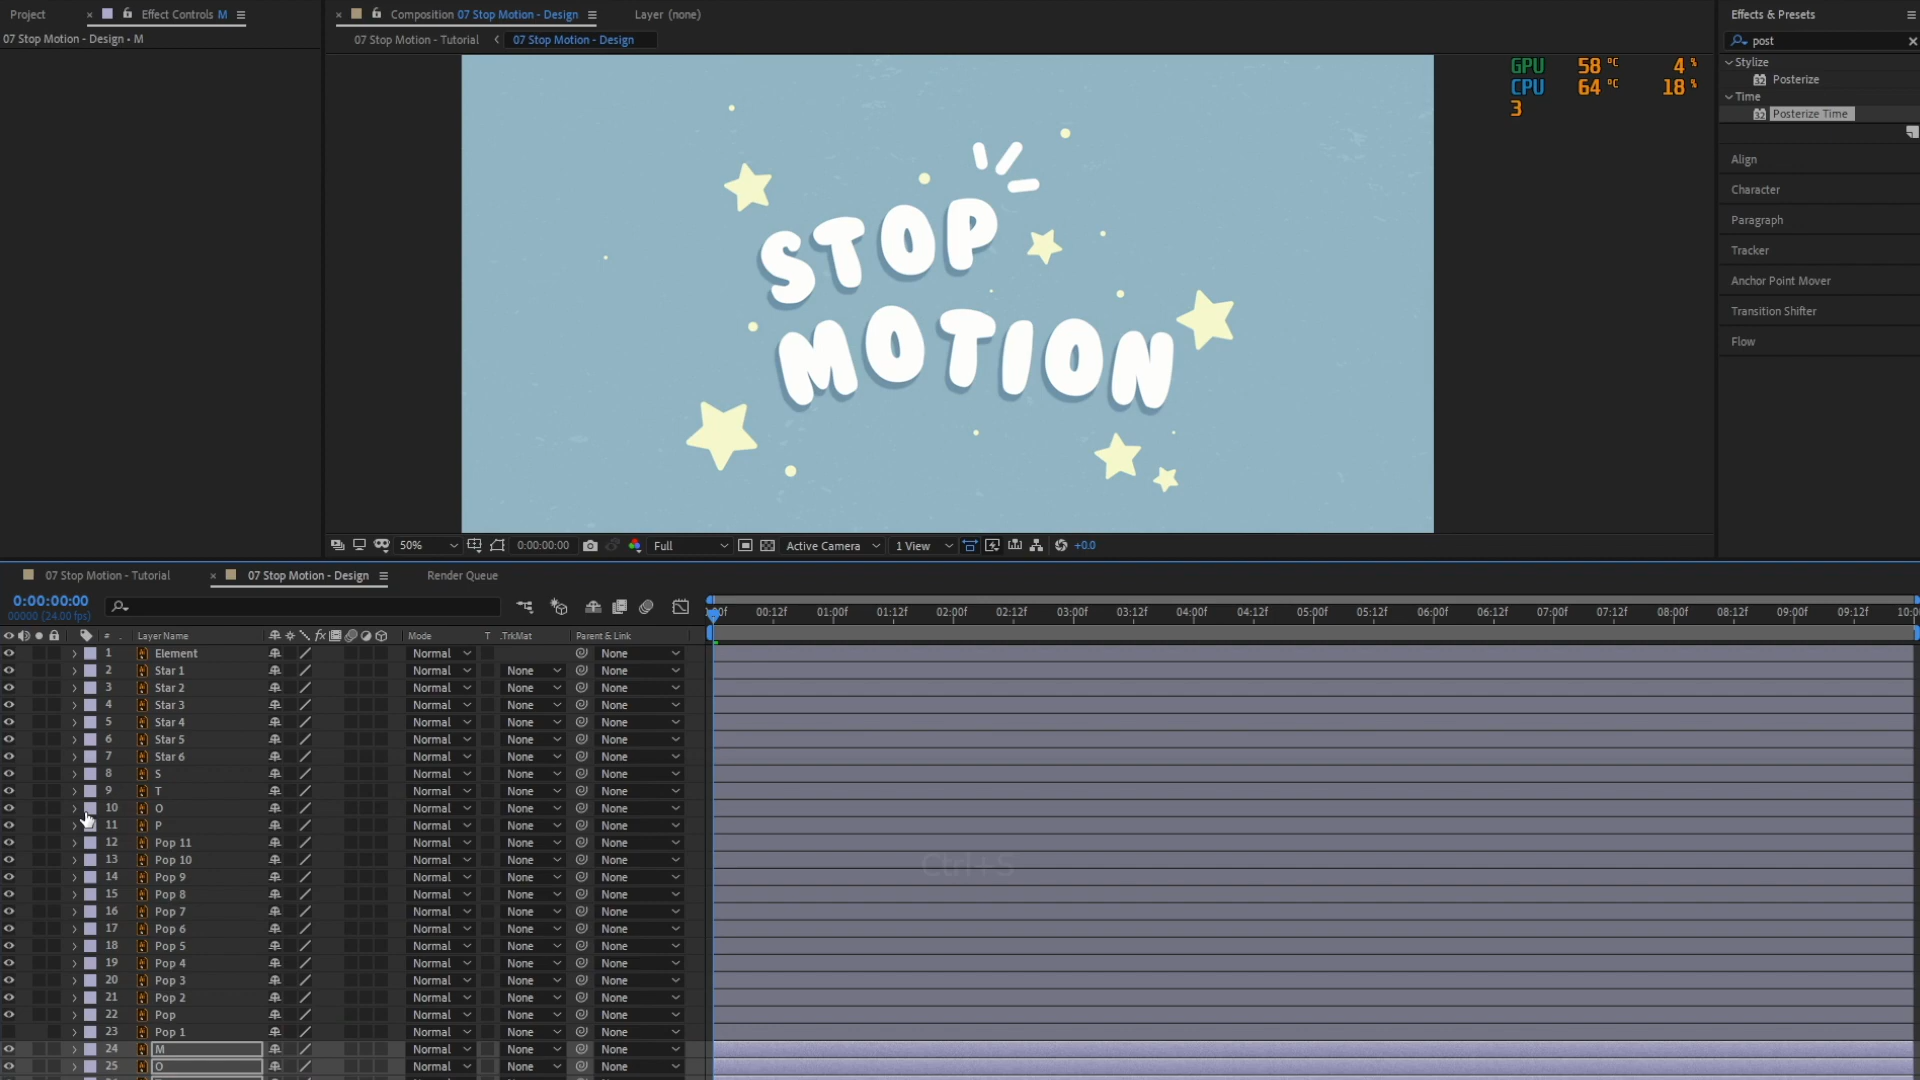 Project
Effect Controls M
Composition 07 Stop Motion - Design
Layer (none)
Effects & Presets
07 Stop Motion - Design • M
07 Stop Motion - Tutorial
07 Stop Motion - Design
post
Stylize
Posterize
Time
Posterize Time
Align
Character
Paragraph
Tracker
Anchor Point Mover
Transition Shifter
Flow
GPU 58 °C 4 %
CPU 64 °C 18 %
3
STOP
MOTION
50% 0:00:00:00 Full Active Camera 1 View +0.0
07 Stop Motion - Tutorial
07 Stop Motion - Design
Render Queue
0:00:00:00
00000 (24.00 fps)
00f 00:12f 01:00f 01:12f 02:00f 02:12f 03:00f 03:12f 04:00f 04:12f 05:00f 05:12f 06:00f 06:12f 07:00f 07:12f 08:00f 08:12f 09:00f 09:12f 10:0
# Layer Name fx Mode T .TrkMat Parent & Link
1 Element Normal None
2 Star 1 Normal None None
3 Star 2 Normal None None
4 Star 3 Normal None None
5 Star 4 Normal None None
6 Star 5 Normal None None
7 Star 6 Normal None None
8 S Normal None None
9 T Normal None None
10 O Normal None None
11 P Normal None None
12 Pop 11 Normal None None
13 Pop 10 Normal None None
14 Pop 9 Normal None None
15 Pop 8 Normal None None
16 Pop 7 Normal None None
17 Pop 6 Normal None None
18 Pop 5 Normal None None
19 Pop 4 Normal None None
20 Pop 3 Normal None None
21 Pop 2 Normal None None
22 Pop Normal None None
23 Pop 1 Normal None None
24 M Normal None None
25 O Normal None None
Ctrl+S